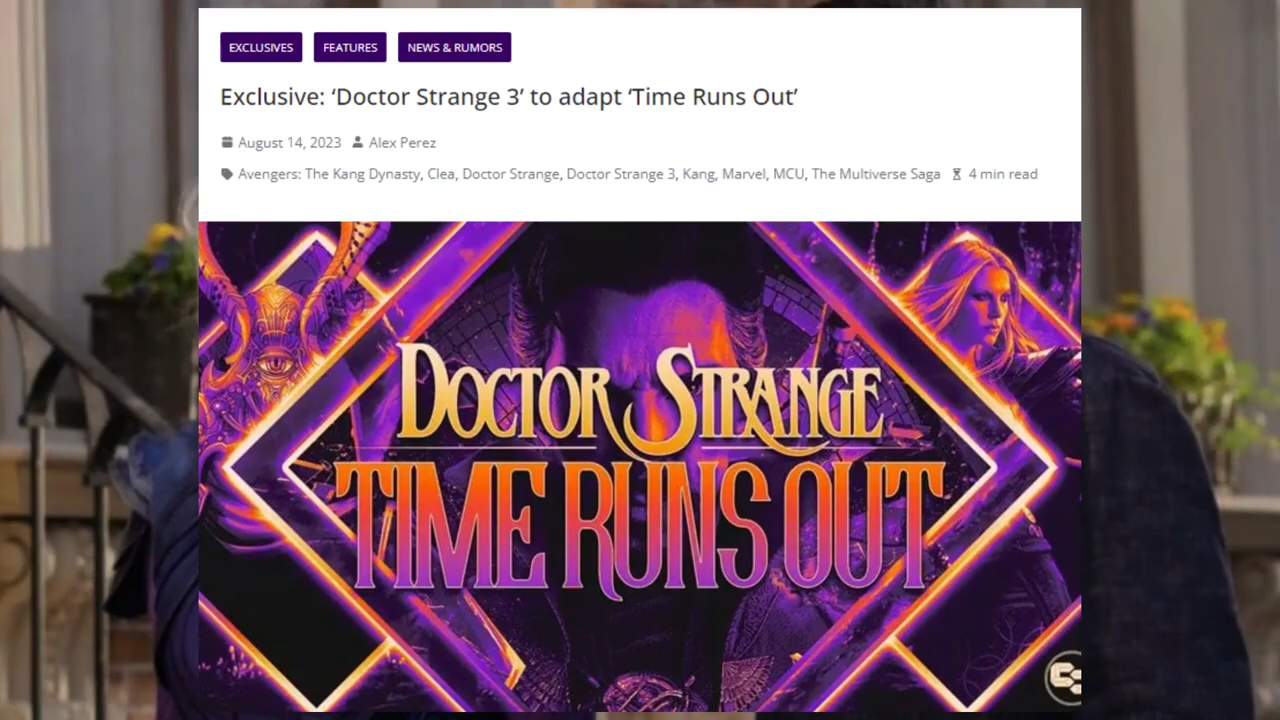 EXCLUSIVES FEATURES NEWS & RUMORS
Exclusive: ‘Doctor Strange 3’ to adapt ‘Time Runs Out’
August 14, 2023 Alex Perez
Avengers: The Kang Dynasty, Clea, Doctor Strange, Doctor Strange 3, Kang, Marvel, MCU, The Multiverse Saga 4 min read
DOCTOR STRANGE
TIME RUNS OUT